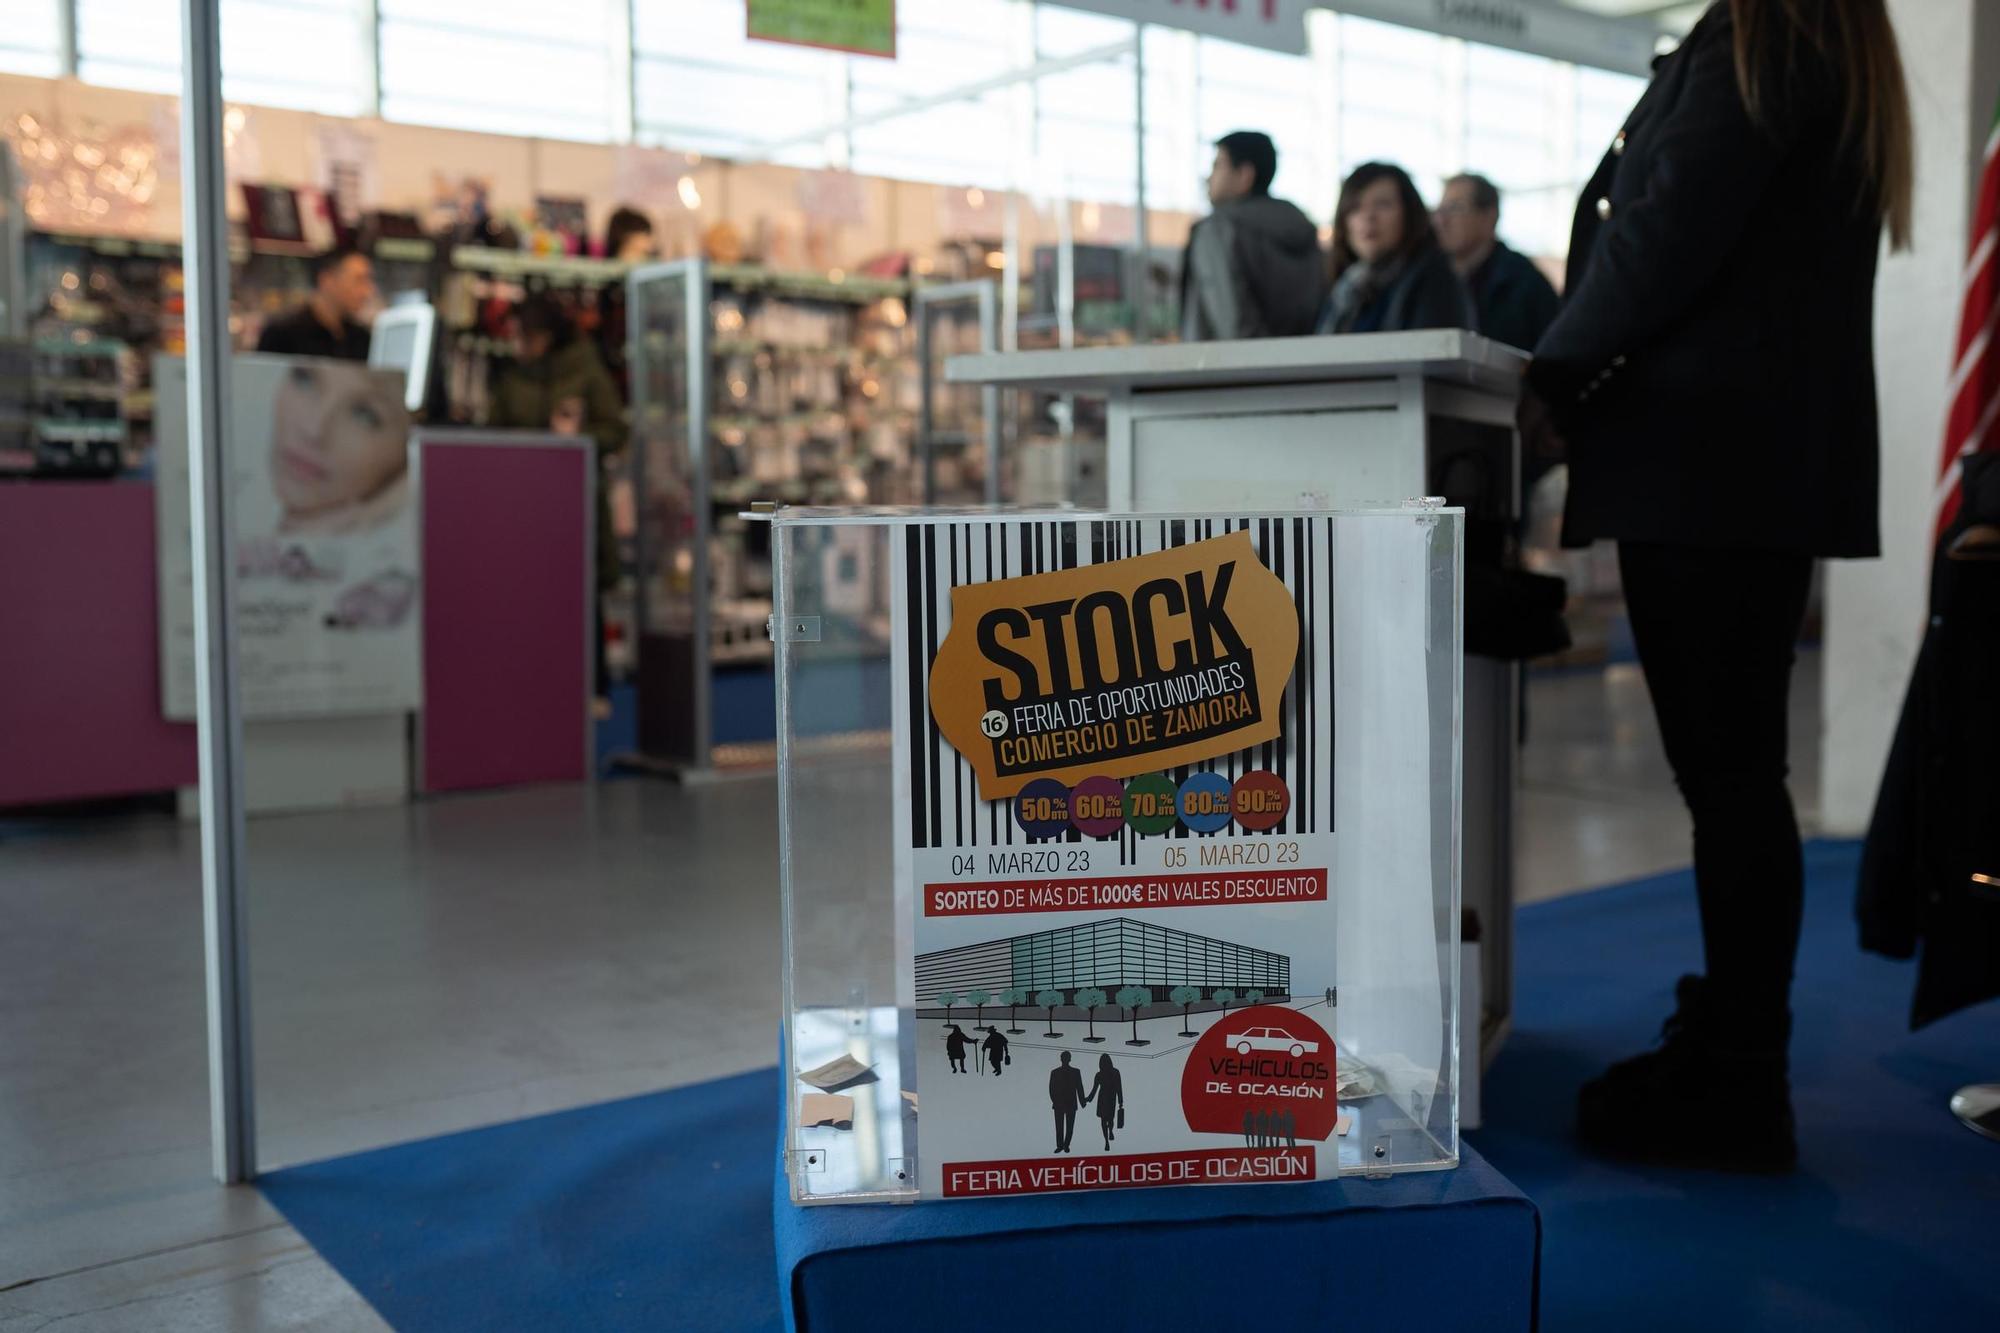 STOCK
16ª FERIA DE OPORTUNIDADES
COMERCIO DE ZAMORA
50% DTO 60% DTO 70% DTO 80% DTO 90% DTO
04 MARZO 23 05 MARZO 23
SORTEO DE MÁS DE 1.000€ EN VALES DESCUENTO
VEHÍCULOS
DE OCASIÓN
FERIA VEHÍCULOS DE OCASIÓN